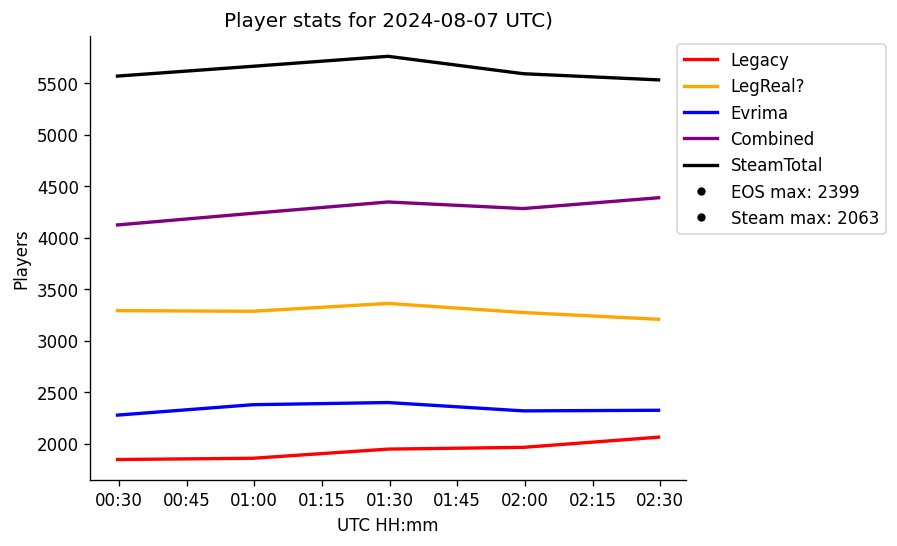 Player stats for 2024-08-07 UTC)
Legacy
LegReal?
Evrima
Combined
SteamTotal
EOS max: 2399
Steam max: 2063
Players
5500
5000
4500
4000
3500
3000
2500
2000
00:30 00:45 01:00 01:15 01:30 01:45 02:00 02:15 02:30
UTC HH:mm